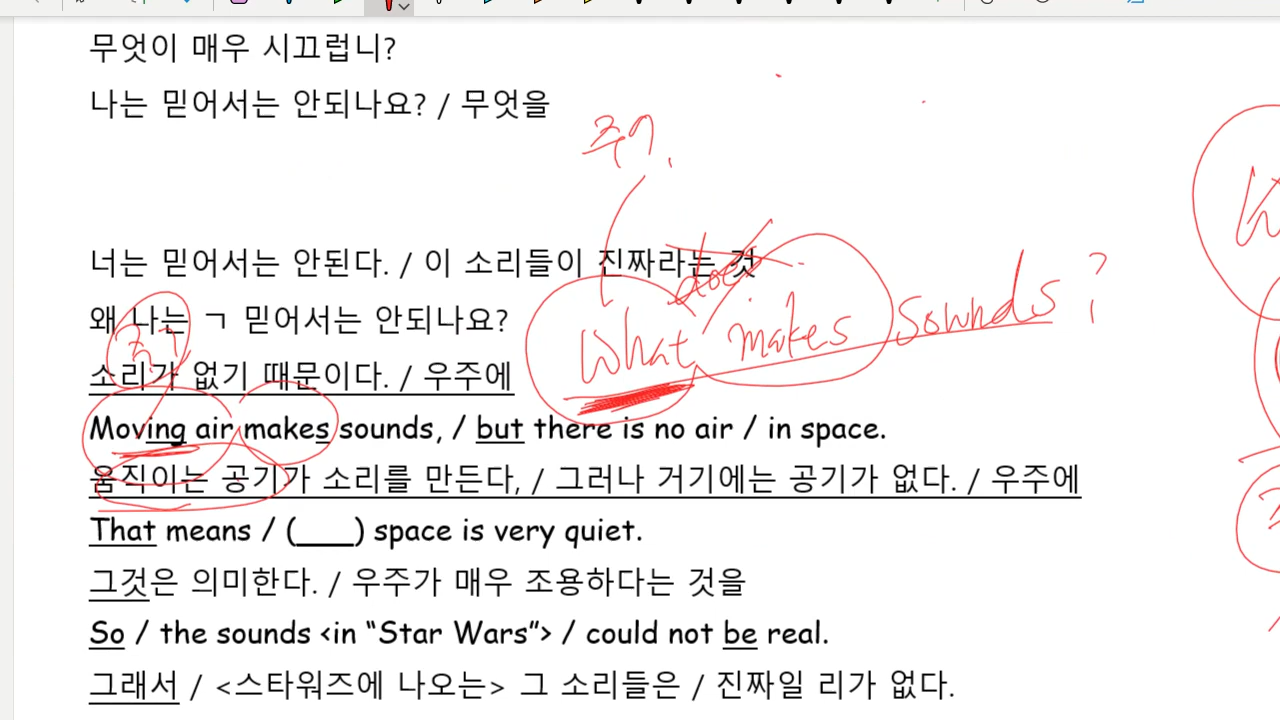 무엇이 매우 시끄럽니?
나는 믿어서는 안되나요? / 무엇을
주어.
너는 믿어서는 안된다. / 이 소리들이 진짜라는 것
does
왜 나는 ㄱ 믿어서는 안되나요?
What makes sounds?
주어
소리가 없기 때문이다. / 우주에
Moving air makes sounds, / but there is no air / in space.
움직이는 공기가 소리를 만든다, / 그러나 거기에는 공기가 없다. / 우주에
That means / (___) space is very quiet.
그것은 의미한다. / 우주가 매우 조용하다는 것을
So / the sounds <in “Star Wars”> / could not be real.
그래서 / <스타워즈에 나오는> 그 소리들은 / 진짜일 리가 없다.